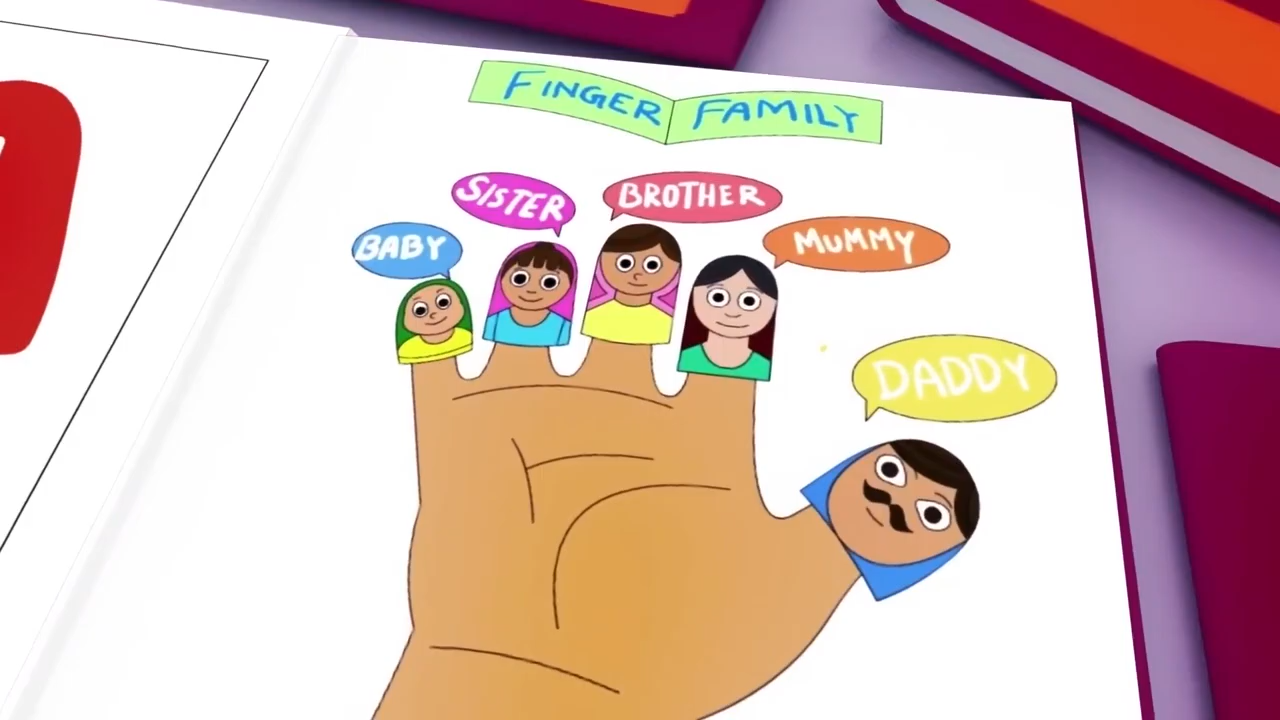 FINGER FAMILY
BABY
SISTER
BROTHER
MUMMY
DADDY